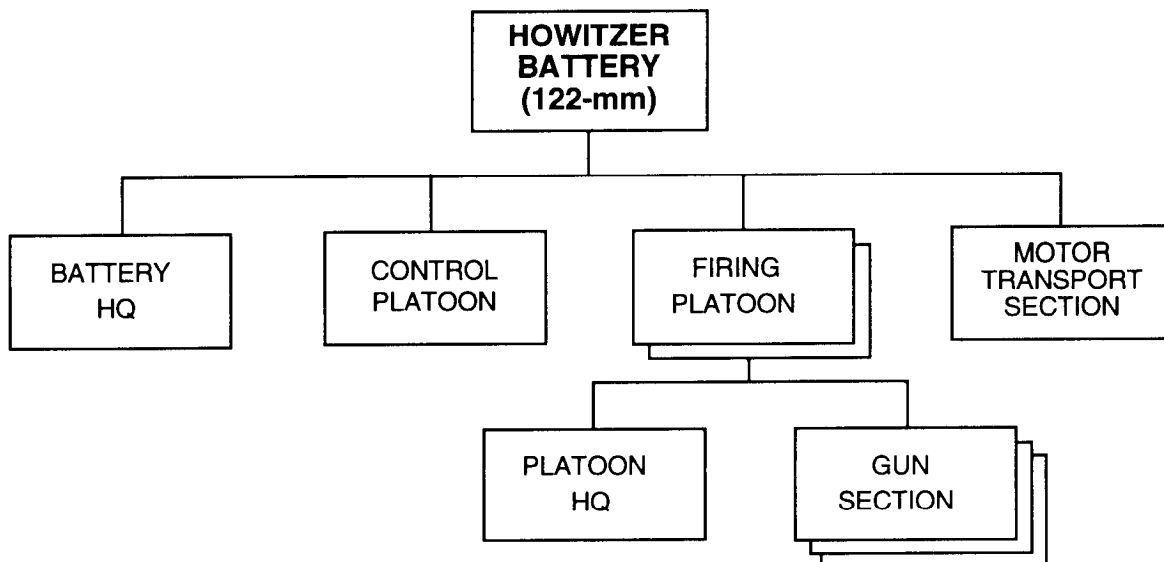 HOWITZER
BATTERY
(122-mm)
BATTERY
HQ
CONTROL
PLATOON
FIRING
PLATOON
MOTOR
TRANSPORT
SECTION
PLATOON
HQ
GUN
SECTION